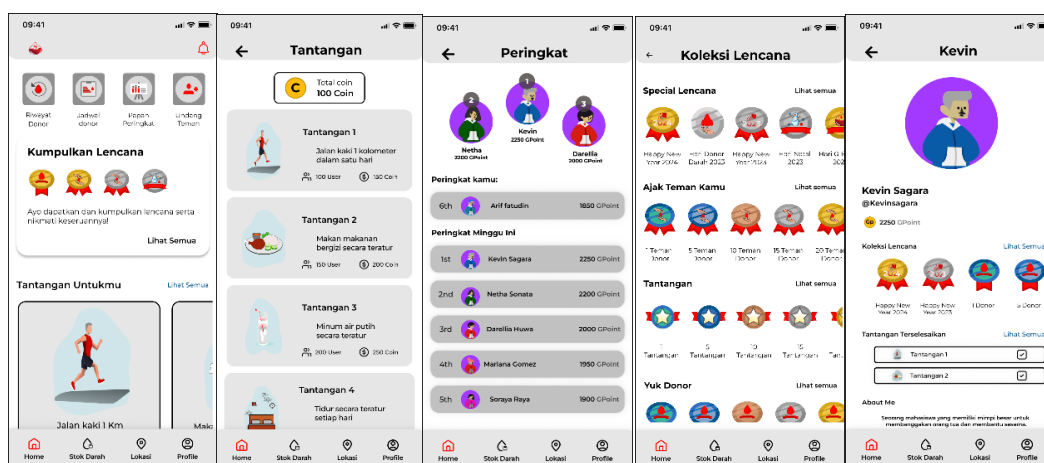 09:41
Riwayat Donor
Jadwal donor
Papan Peringkat
Undang Teman
Kumpulkan Lencana
Ayo dapatkan dan kumpulkan lencana serta
nikmati keseruannya!
Lihat Semua
Tantangan Untukmu
Lihat Semua
Jalan kaki 1 Km
Home
Stok Darah
Lokasi
Profile
09:41
Tantangan
C
Total coin
100 Coin
Tantangan 1
Jalan kaki 1 kilometer
dalam satu hari
100 User
150 Coin
Tantangan 2
Makan makanan
bergizi secara teratur
150 User
200 Coin
Tantangan 3
Minum air putih
secara teratur
200 User
250 Coin
Tantangan 4
Tidur secara teratur
setiap hari
Home
Stok Darah
Lokasi
Profile
09:41
Peringkat
2
1
3
Netha
2200 GPoint
Kevin
2250 GPoint
Darellia
2000 GPoint
Peringkat kamu:
6th Arif fatudin 1850 GPoint
Peringkat Minggu Ini
1st Kevin Sagara 2250 GPoint
2nd Netha Sonata 2200 GPoint
3rd Darellia Huwa 2000 GPoint
4th Mariana Gomez 1950 GPoint
5th Soraya Raya 1900 GPoint
Home
Stok Darah
Lokasi
Profile
09:41
Koleksi Lencana
Special Lencana
Lihat semua
Happy New Year 2024
Hari Donor Darah 2023
Happy New Year 2023
Hari Natal 2023
Ajak Teman Kamu
Lihat semua
1 Teman Donor
5 Teman Donor
10 Teman Donor
15 Teman Donor
20 Teman
Tantangan
Lihat semua
1 Tantangan
5 Tantangan
10 Tantangan
15 Tantangan
Yuk Donor
Lihat semua
Home
Stok Darah
Lokasi
Profile
09:41
Kevin
Kevin Sagara
@Kevinsagara
Gp 2250 GPoint
Koleksi Lencana
Lihat Semua
Happy New Year 2024
Happy New Year 2023
1 Donor
5 Donor
Tantangan Terselesaikan
Lihat Semua
Tantangan 1
Tantangan 2
About Me
Seorang mahasiswa yang memiliki mimpi besar untuk
membanggakan orang tua dan membantu sesama.
Home
Stok Darah
Lokasi
Profile